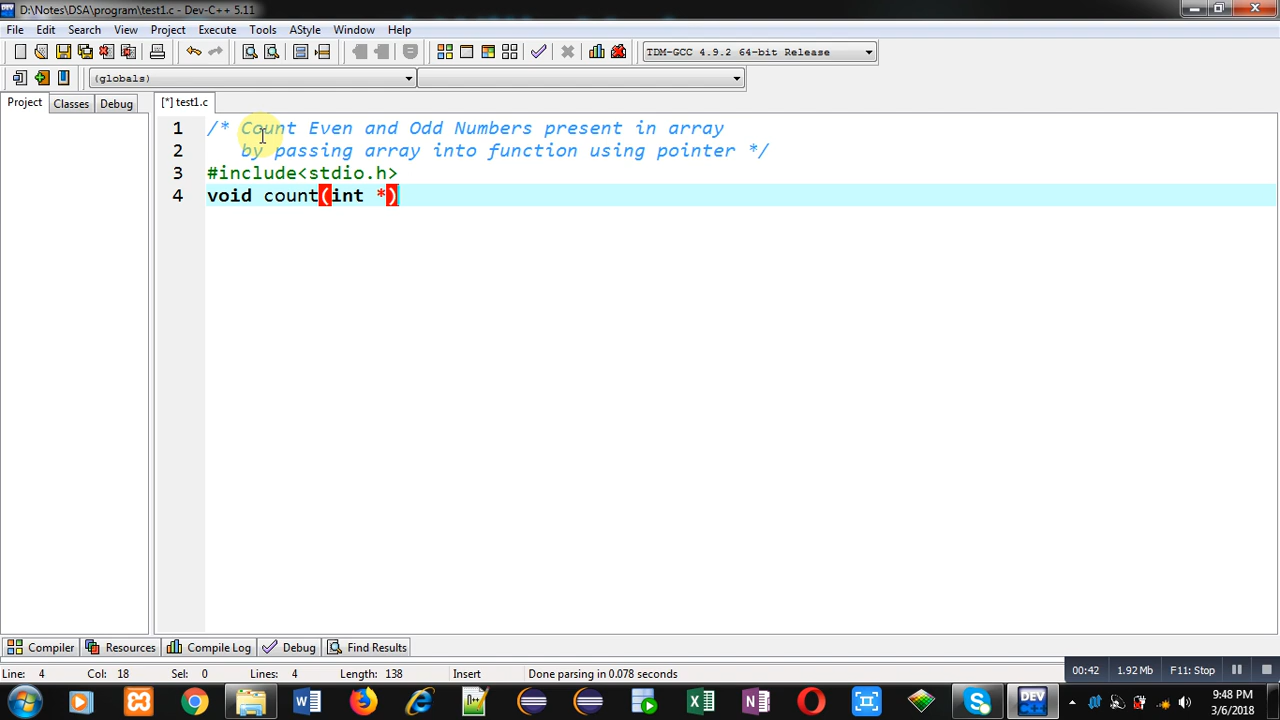 D:\Notes\DSA\program\test1.c - Dev-C++ 5.11
File Edit Search View Project Execute Tools AStyle Window Help
TDM-GCC 4.9.2 64-bit Release
(globals)
Project Classes Debug [*] test1.c
1 /* Count Even and Odd Numbers present in array
2 by passing array into function using pointer */
3 #include<stdio.h>
4 void count(int *)
Compiler Resources Compile Log Debug Find Results
Line: 4 Col: 18 Sel: 0 Lines: 4 Length: 138 Insert Done parsing in 0.078 seconds 00:42 1.92 Mb F11: Stop
9:48 PM
3/6/2018